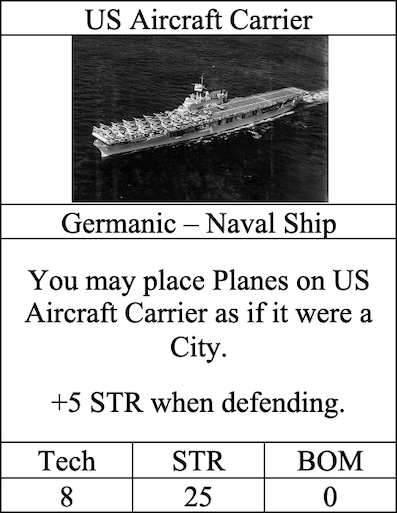 US Aircraft Carrier
Germanic – Naval Ship
You may place Planes on US
Aircraft Carrier as if it were a
City.
+5 STR when defending.
Tech STR BOM
8 25 0